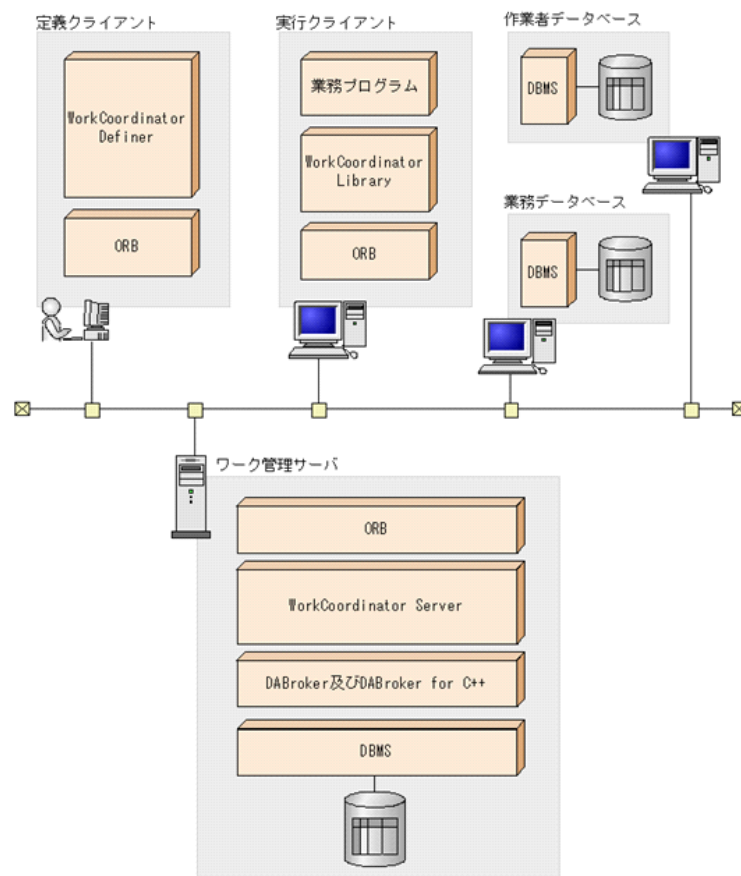 定義クライアント
WorkCoordinator
Definer
ORB
実行クライアント
業務プログラム
WorkCoordinator
Library
ORB
作業者データベース
DBMS
業務データベース
DBMS
ワーク管理サーバ
ORB
WorkCoordinator Server
DABroker及びDABroker for C++
DBMS